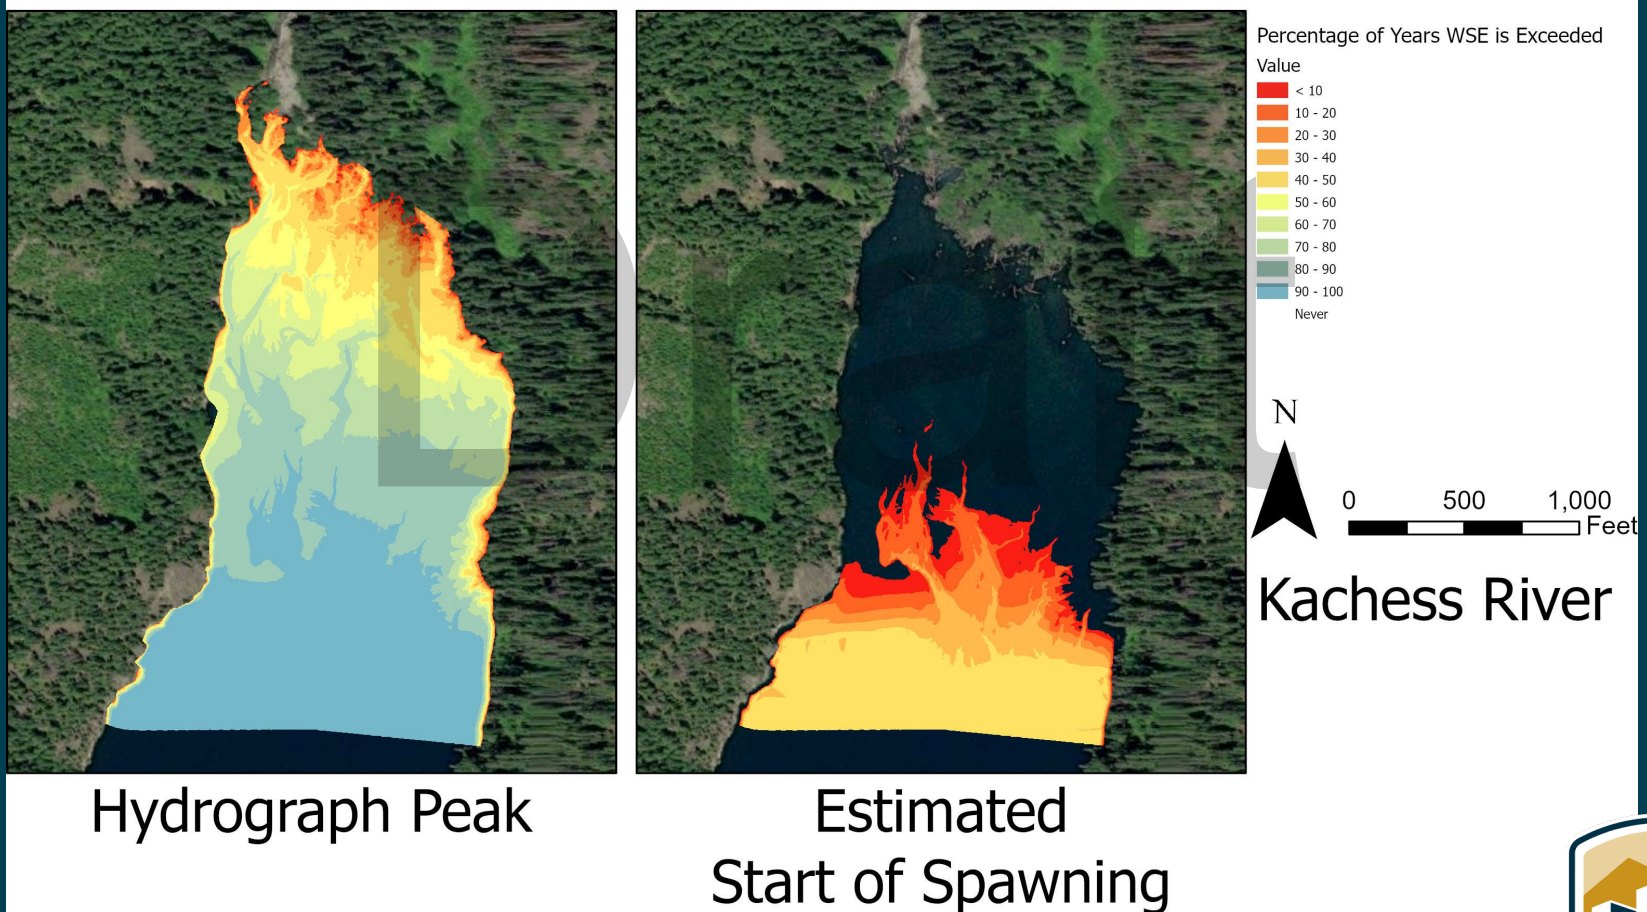 Percentage of Years WSE is Exceeded
Value
< 10
10 - 20
20 - 30
30 - 40
40 - 50
50 - 60
60 - 70
70 - 80
80 - 90
90 - 100
Never
N
0 500 1,000
Feet
Kachess River
Hydrograph Peak
Estimated
Start of Spawning
Draft